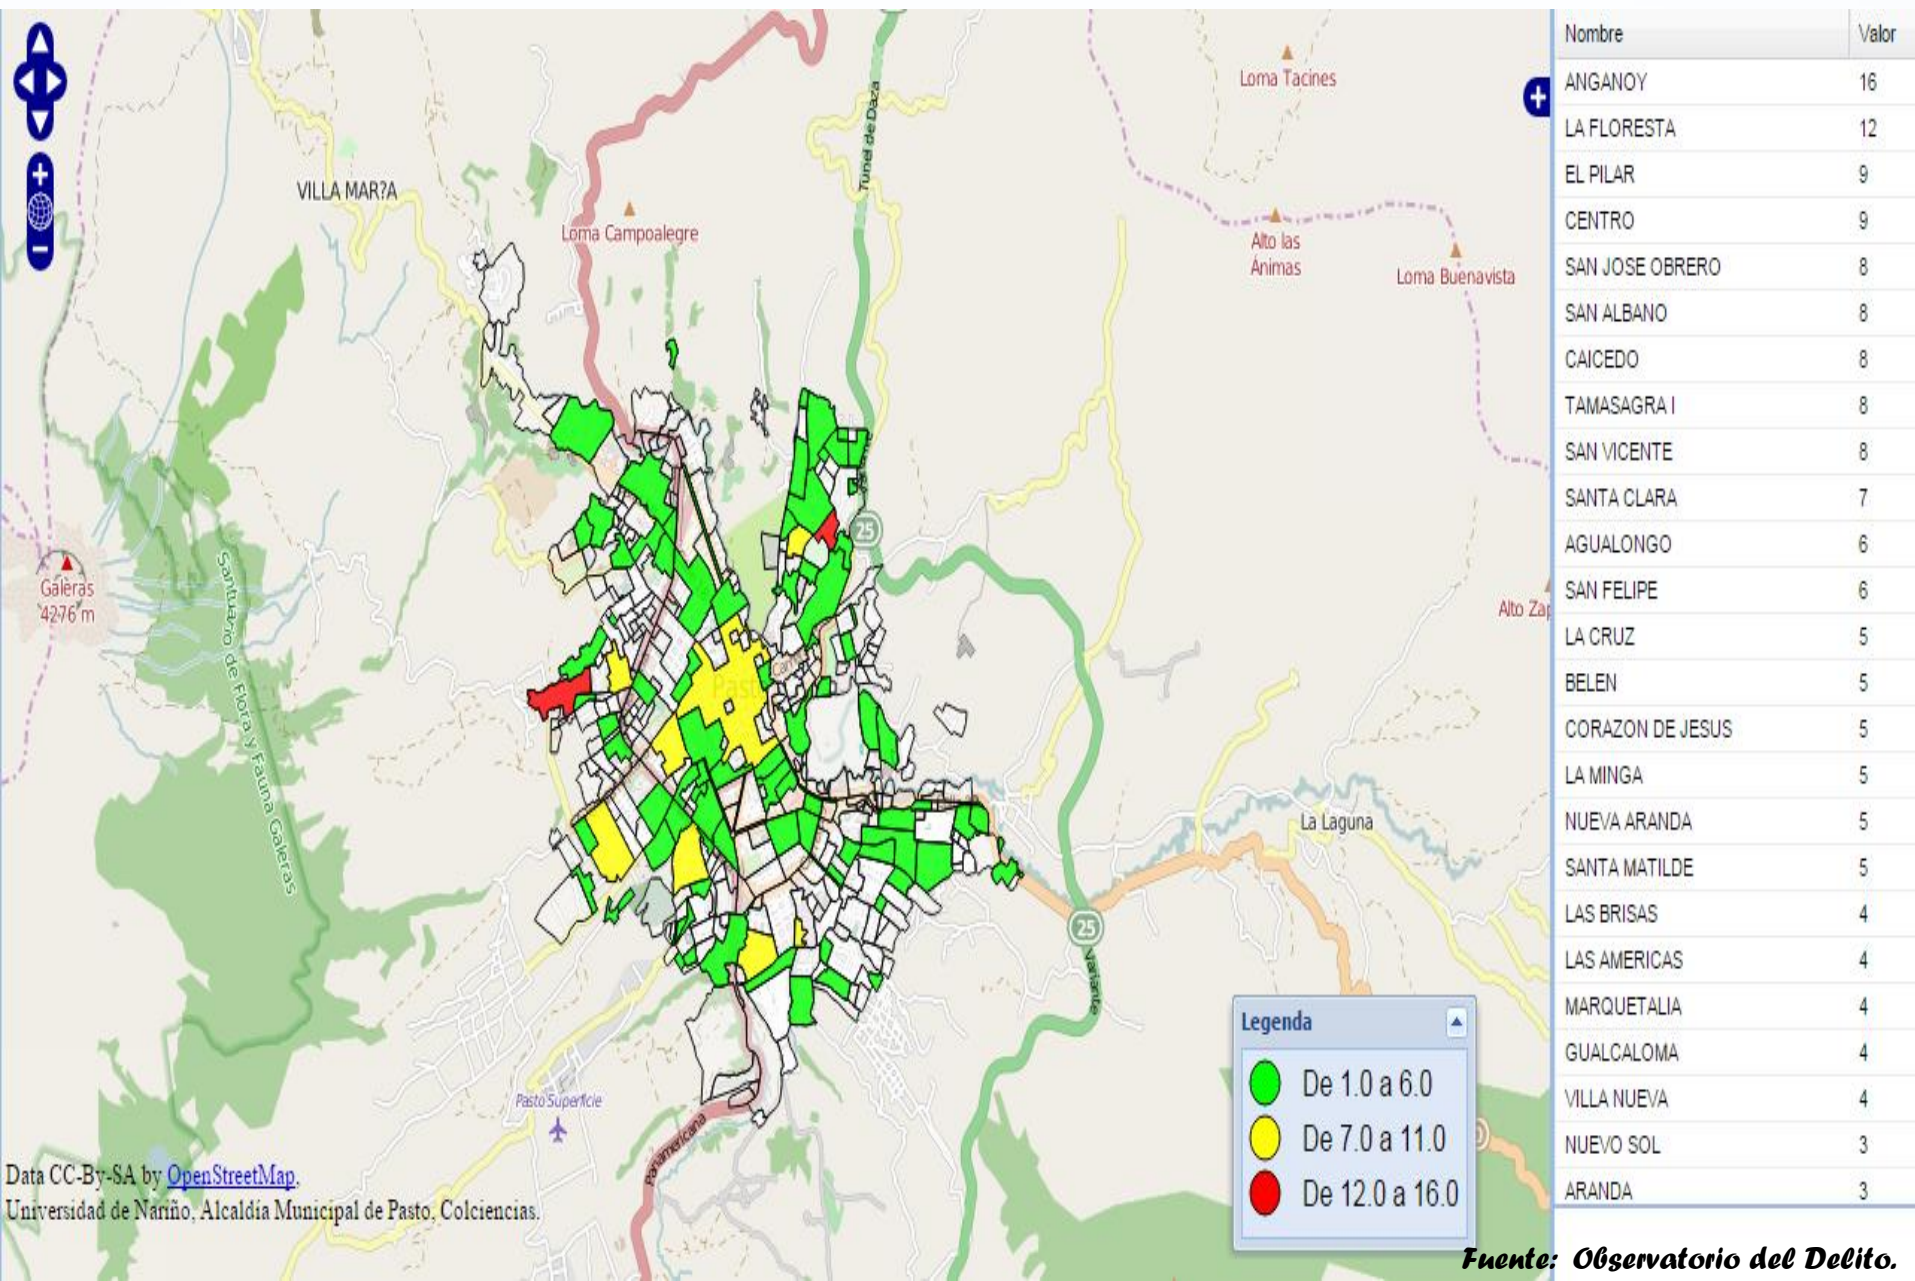 Loma Tacines
Túnel de Daza
VILLA MAR?A
Loma Campoalegre
Alto las
Ánimas
Loma Buenavista
25
Galeras
4276 m
Santuario de Flora y Fauna Galeras
Pasto
La Laguna
25
Variante
Pasto Superficie
Panamericana
Data CC-By-SA by OpenStreetMap,
Universidad de Nariño, Alcaldía Municipal de Pasto, Colciencias.
Legenda
De 1.0 a 6.0
De 7.0 a 11.0
De 12.0 a 16.0
Nombre Valor
ANGANOY 16
LA FLORESTA 12
EL PILAR 9
CENTRO 9
SAN JOSE OBRERO 8
SAN ALBANO 8
CAICEDO 8
TAMASAGRA I 8
SAN VICENTE 8
SANTA CLARA 7
AGUALONGO 6
SAN FELIPE 6
LA CRUZ 5
BELEN 5
CORAZON DE JESUS 5
LA MINGA 5
NUEVA ARANDA 5
SANTA MATILDE 5
LAS BRISAS 4
LAS AMERICAS 4
MARQUETALIA 4
GUALCALOMA 4
VILLA NUEVA 4
NUEVO SOL 3
ARANDA 3
Fuente: Observatorio del Delito.